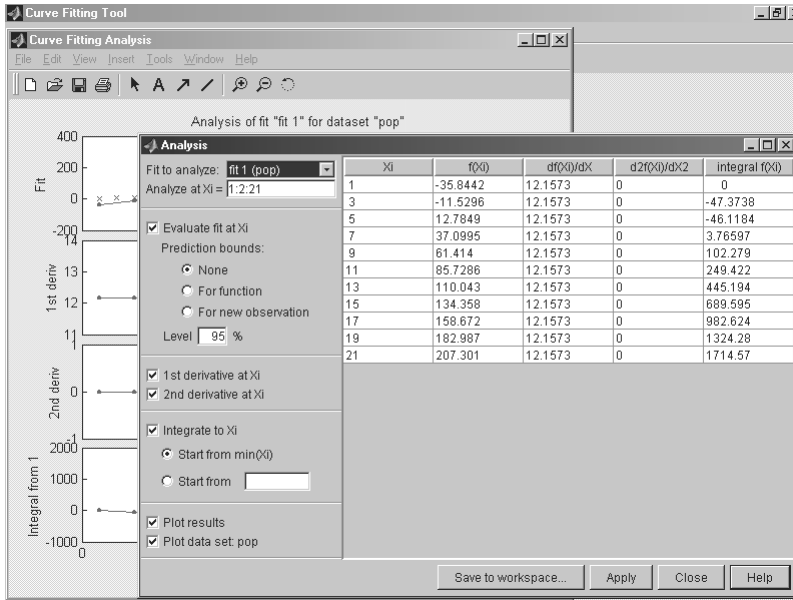 Curve Fitting Tool
Curve Fitting Analysis
File Edit View Insert Tools Window Help
Analysis of fit "fit 1" for dataset "pop"
400
200
0
-200
Fit
14
13
12
11
1st deriv
1
0
-1
2nd deriv
2000
1000
0
-1000
Integral from 1
0
Analysis
Fit to analyze: fit 1 (pop)
Analyze at Xi = 1:2:21
Evaluate fit at Xi
Prediction bounds:
None
For function
For new observation
Level 95 %
1st derivative at Xi
2nd derivative at Xi
Integrate to Xi
Start from min(Xi)
Start from
Plot results
Plot data set: pop
Xi f(Xi) df(Xi)/dX d2f(Xi)/dX2 integral f(Xi)
1 -35.8442 12.1573 0 0
3 -11.5296 12.1573 0 -47.3738
5 12.7849 12.1573 0 -46.1184
7 37.0995 12.1573 0 3.76597
9 61.414 12.1573 0 102.279
11 85.7286 12.1573 0 249.422
13 110.043 12.1573 0 445.194
15 134.358 12.1573 0 689.595
17 158.672 12.1573 0 982.624
19 182.987 12.1573 0 1324.28
21 207.301 12.1573 0 1714.57
Save to workspace... Apply Close Help